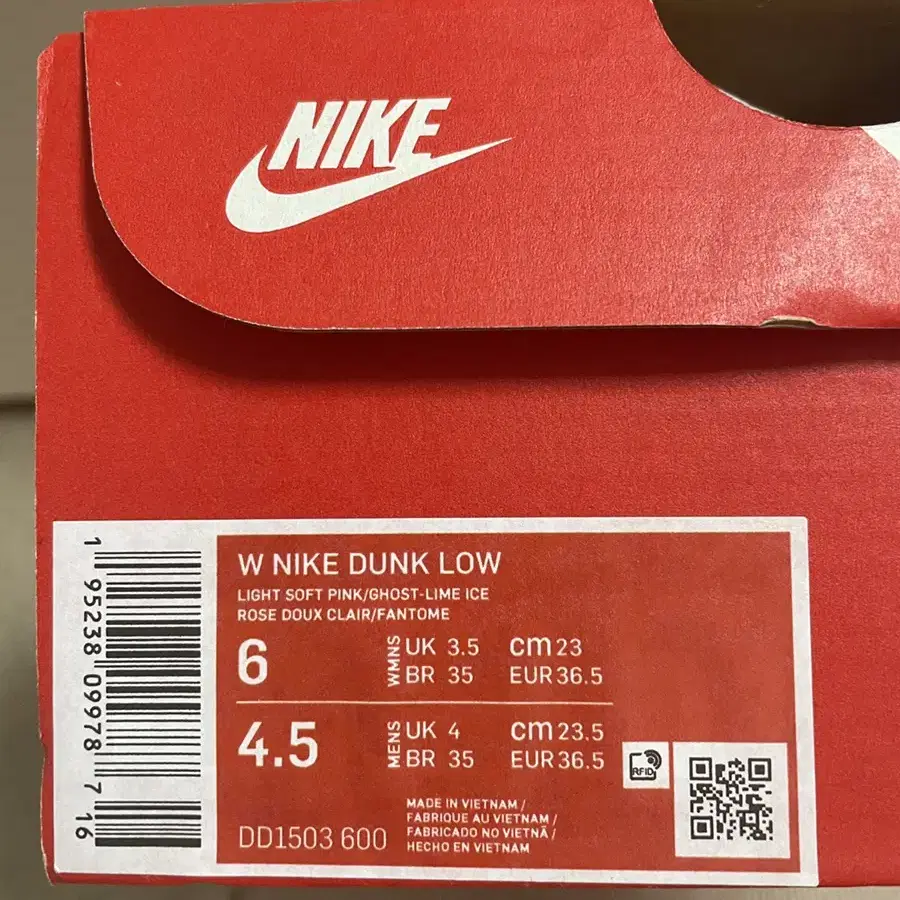 NIKE
W NIKE DUNK LOW
LIGHT SOFT PINK/GHOST-LIME ICE
ROSE DOUX CLAIR/FANTOME
6 WMNS UK 3.5 cm 23
BR 35 EUR 36.5
4.5 MENS UK 4 cm 23.5
BR 35 EUR 36.5
RFID
DD1503 600
MADE IN VIETNAM /
FABRIQUE AU VIETNAM /
FABRICADO NO VIETNÃ /
HECHO EN VIETNAM
1 95238 09978 7 16